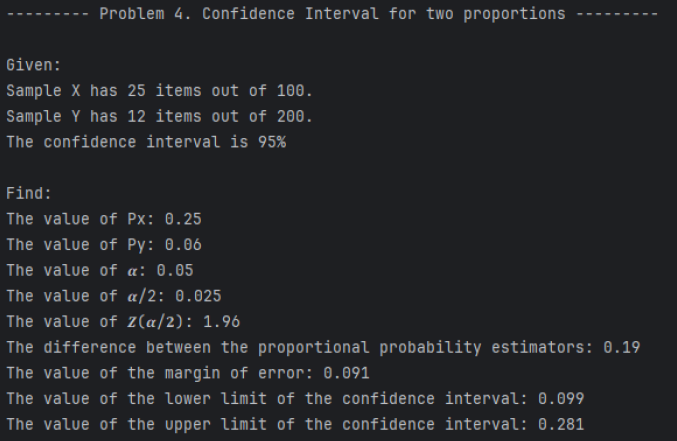 --------- Problem 4. Confidence Interval for two proportions ---------
Given:
Sample X has 25 items out of 100.
Sample Y has 12 items out of 200.
The confidence interval is 95%
Find:
The value of Px: 0.25
The value of Py: 0.06
The value of 𝜶: 0.05
The value of 𝜶/2: 0.025
The value of 𝒁(𝜶/𝟐): 1.96
The difference between the proportional probability estimators: 0.19
The value of the margin of error: 0.091
The value of the lower limit of the confidence interval: 0.099
The value of the upper limit of the confidence interval: 0.281